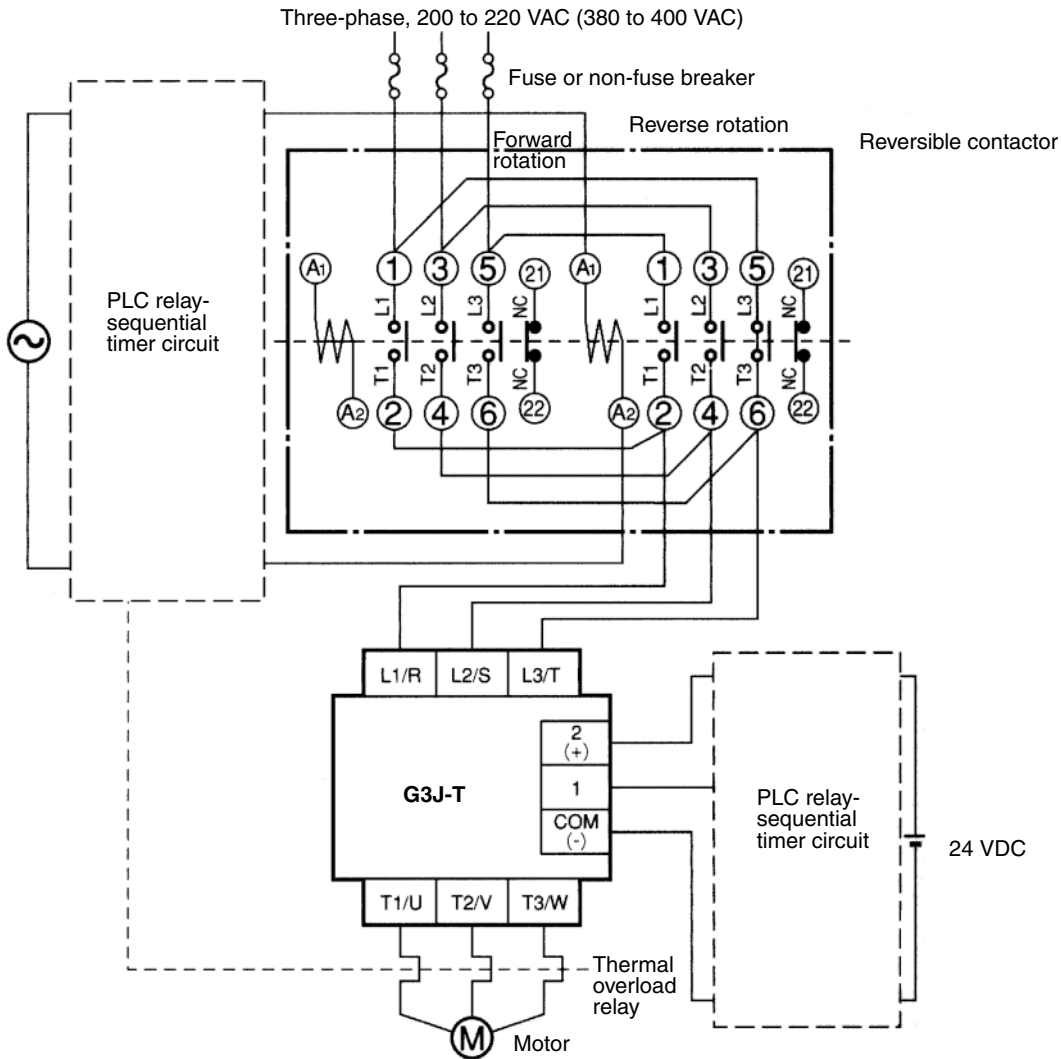 Three-phase, 200 to 220 VAC (380 to 400 VAC)
Fuse or non-fuse breaker
Reverse rotation
Forward
rotation
Reversible contactor
A1
1
3
5
21
A1
1
3
5
21
PLC relay-
sequential
timer circuit
L1
L2
L3
NC
L1
L2
L3
NC
T1
T2
T3
NC
T1
T2
T3
NC
A2
2
4
6
22
A2
2
4
6
22
L1/R
L2/S
L3/T
2
(+)
G3J-T
1
COM
(-)
PLC relay-
sequential
timer circuit
24 VDC
T1/U
T2/V
T3/W
Thermal
overload
relay
M
Motor